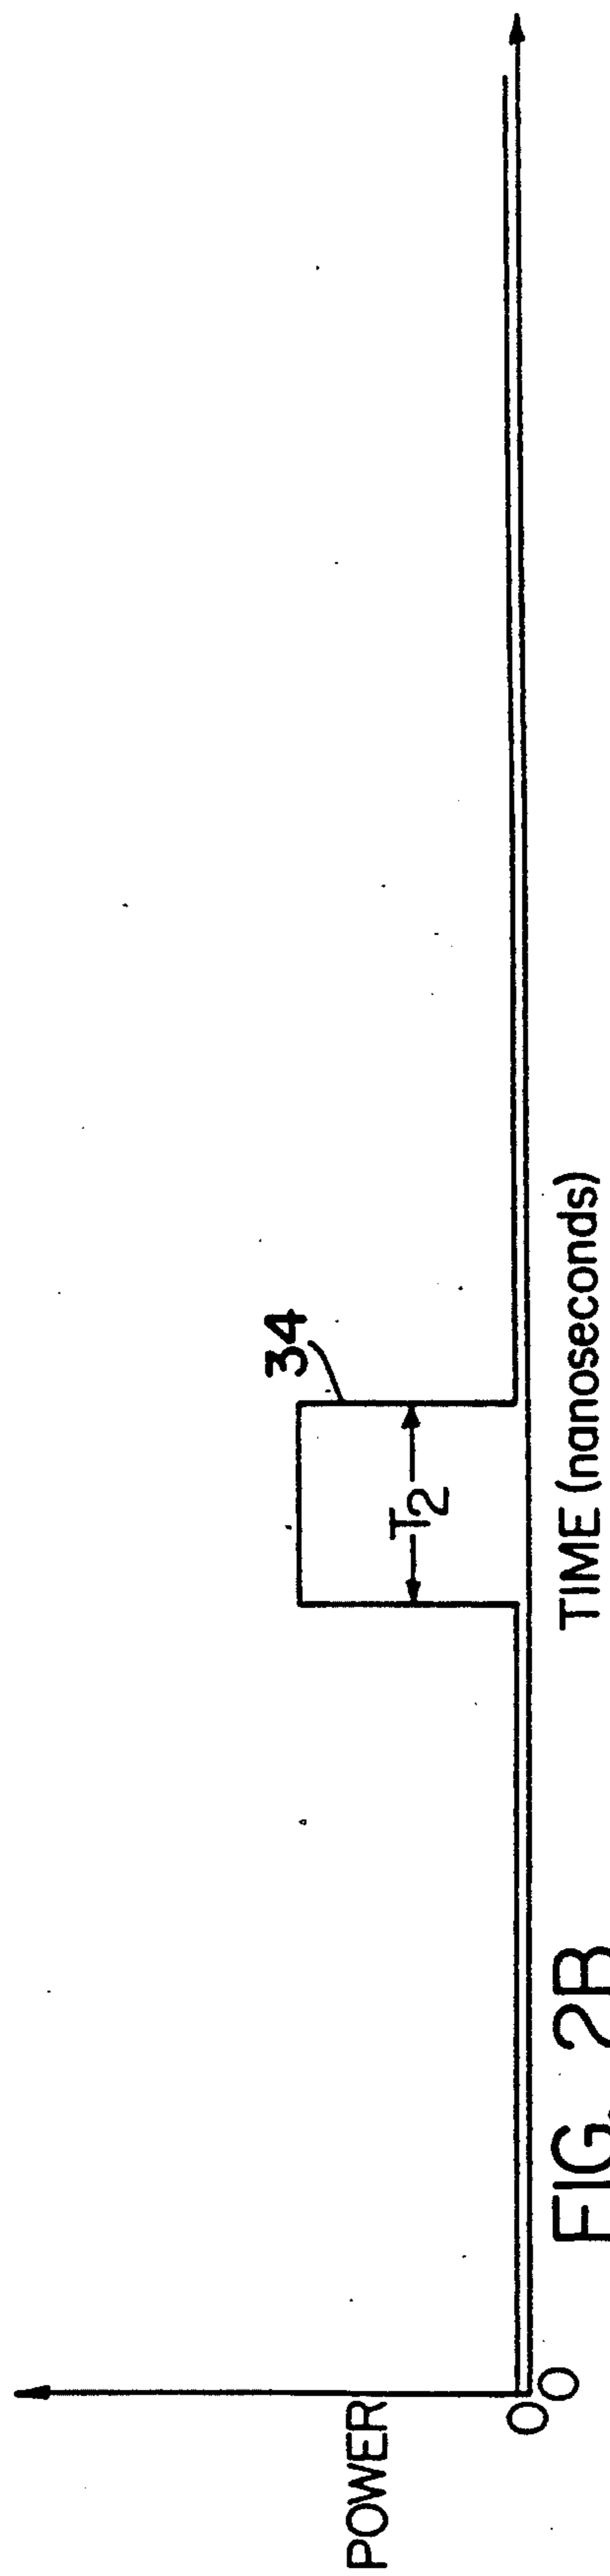 POWER
34
T2
0
0
TIME (nanoseconds)
FIG. 2B